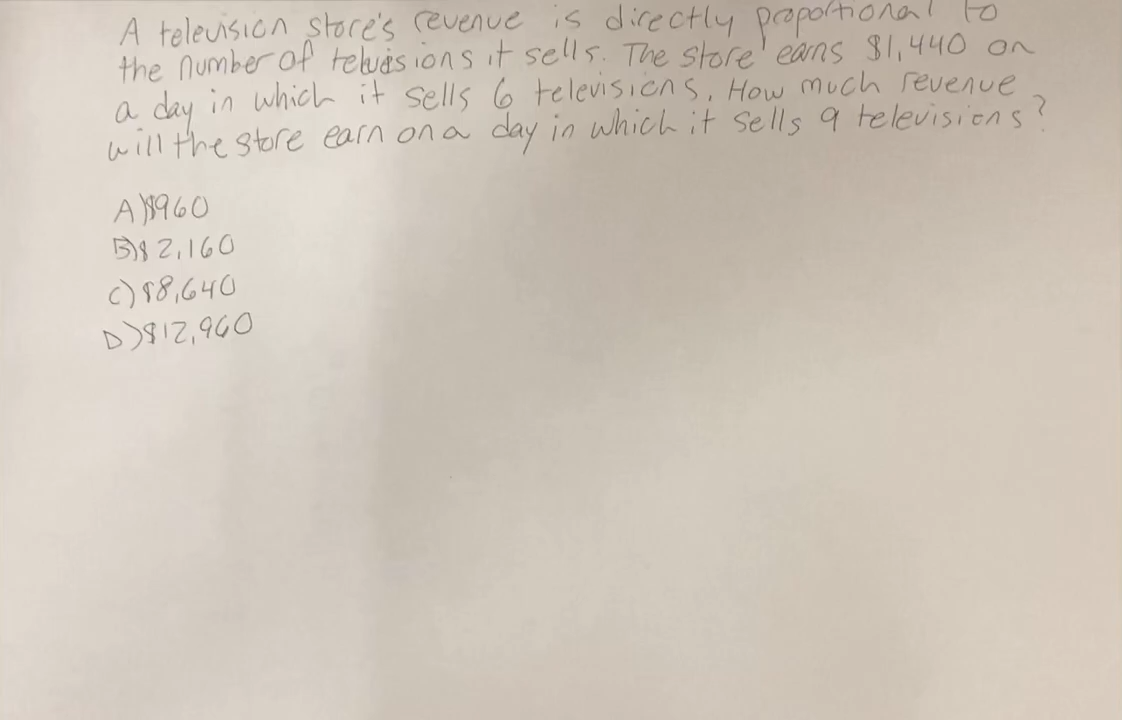 A television store's revenue is directly propoltional to
the number of telvesions it sells. The store earns $1,440 on
a day in which it sells 6 televisions. How much revenue
will the store earn on a day in which it sells 9 televisions?
A) $960
B) $2,160
C) $8,640
D) $12,960